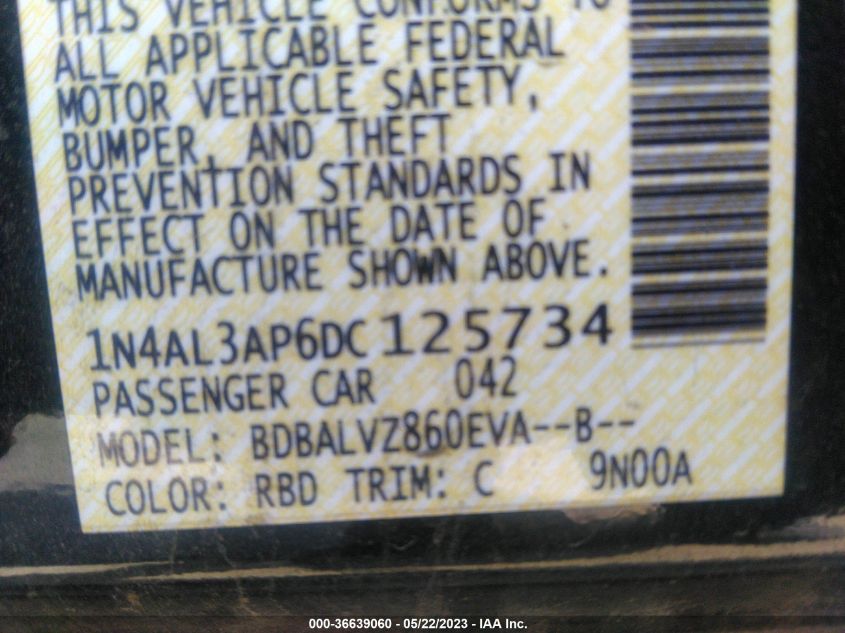 THIS VEHICLE CONFORMS TO
ALL APPLICABLE FEDERAL
MOTOR VEHICLE SAFETY,
BUMPER, AND THEFT
PREVENTION STANDARDS IN
EFFECT ON THE DATE OF
MANUFACTURE SHOWN ABOVE.
1N4AL3AP6DC125734
PASSENGER CAR 042
MODEL: BDBALVZ860EVA--B--
COLOR: RBD TRIM: C 9N00A
000-36639060 - 05/22/2023 - IAA Inc.